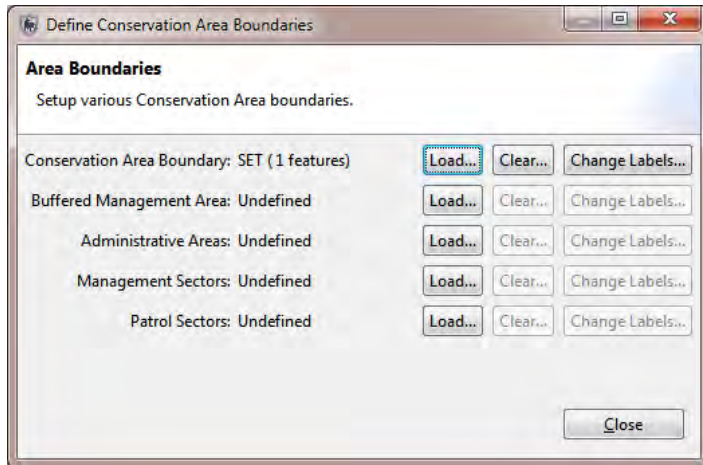 Define Conservation Area Boundaries
Area Boundaries
Setup various Conservation Area boundaries.
Conservation Area Boundary: SET (1 features) Load... Clear... Change Labels...
Buffered Management Area: Undefined Load... Clear... Change Labels...
Administrative Areas: Undefined Load... Clear... Change Labels...
Management Sectors: Undefined Load... Clear... Change Labels...
Patrol Sectors: Undefined Load... Clear... Change Labels...
Close